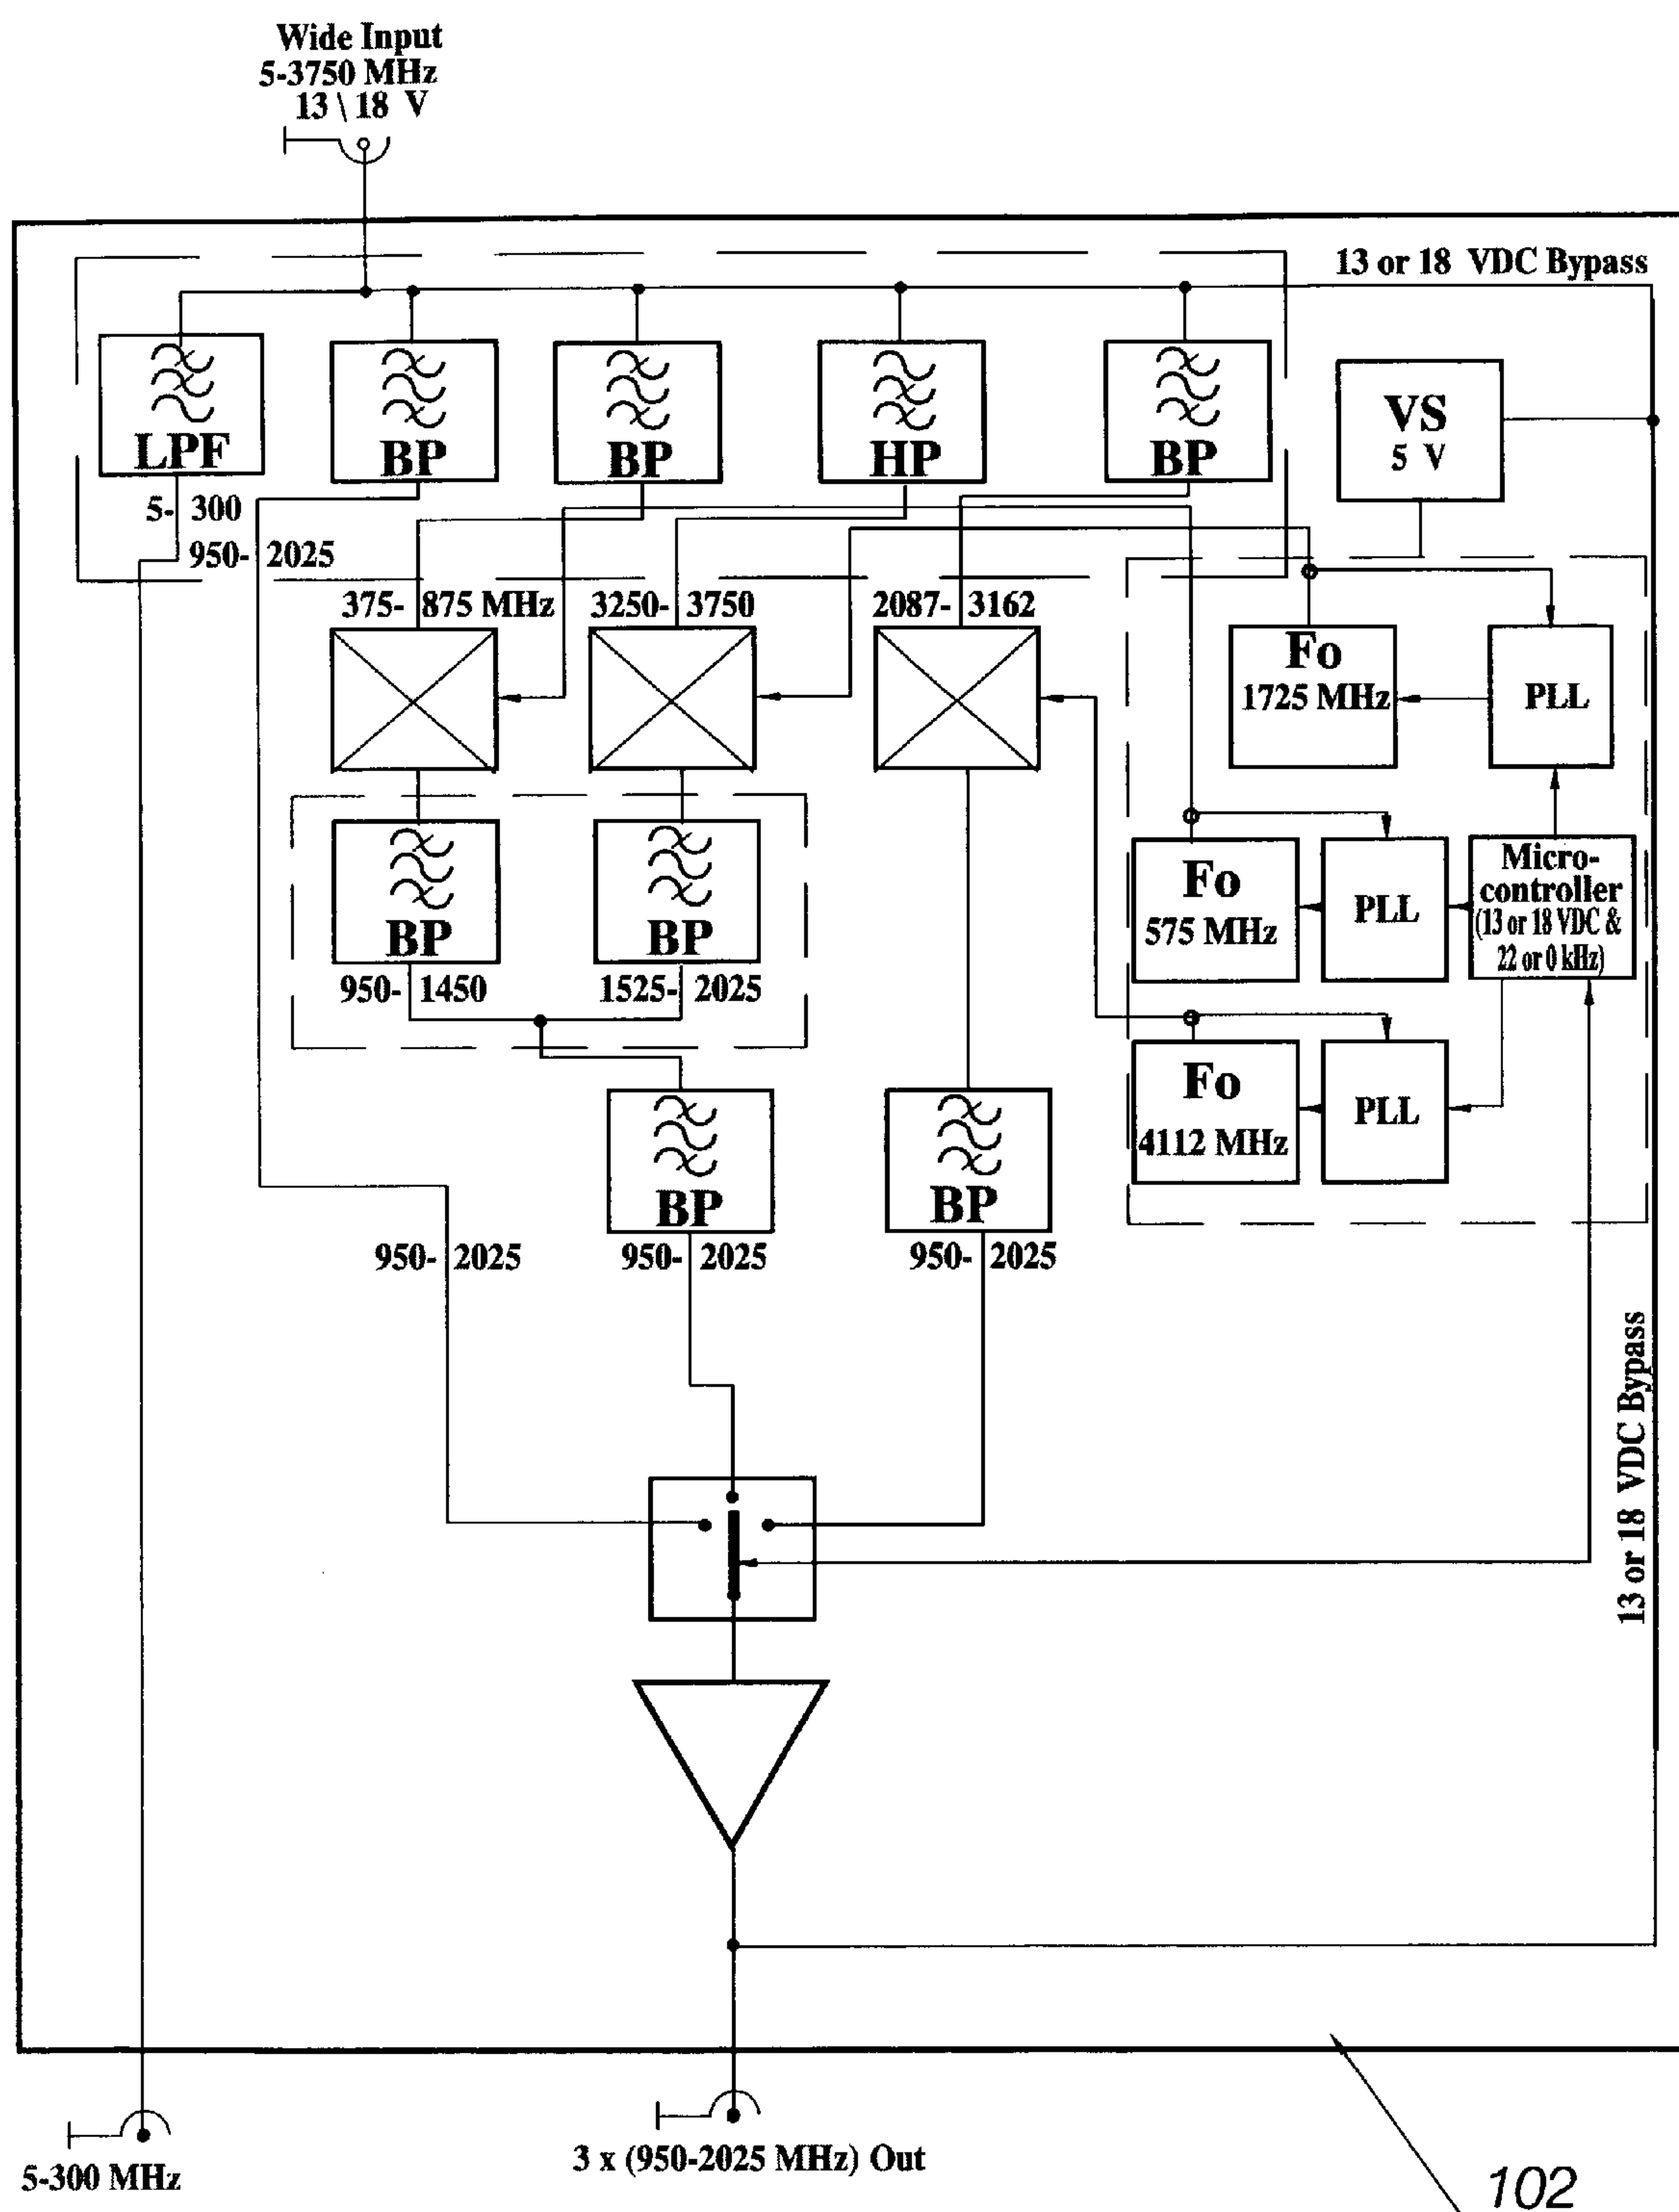 Wide Input
5-3750 MHz
13 \ 18 V
13 or 18 VDC Bypass
LPF
BP
BP
HP
BP
VS
5 V
5- 300
950- 2025
375- 875 MHz
3250- 3750
2087- 3162
Fo
1725 MHz
PLL
BP
BP
Fo
575 MHz
PLL
Micro-
controller
(13 or 18 VDC &
22 or 0 kHz)
950- 1450
1525- 2025
Fo
4112 MHz
PLL
BP
BP
950- 2025
950- 2025
950- 2025
13 or 18 VDC Bypass
5-300 MHz
3 x (950-2025 MHz) Out
102